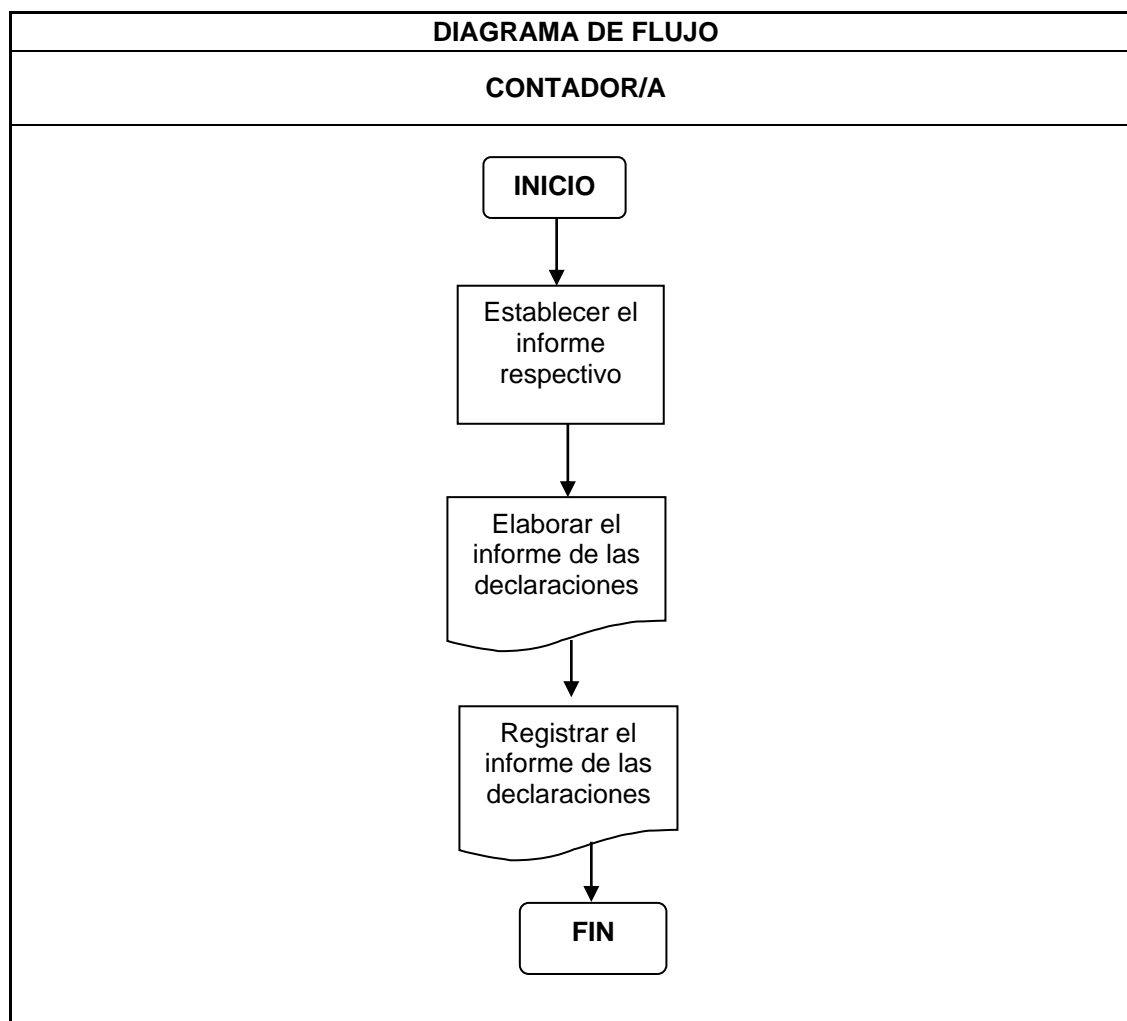 DIAGRAMA DE FLUJO
CONTADOR/A
INICIO
Establecer el
informe
respectivo
Elaborar el
informe de las
declaraciones
Registrar el
informe de las
declaraciones
FIN